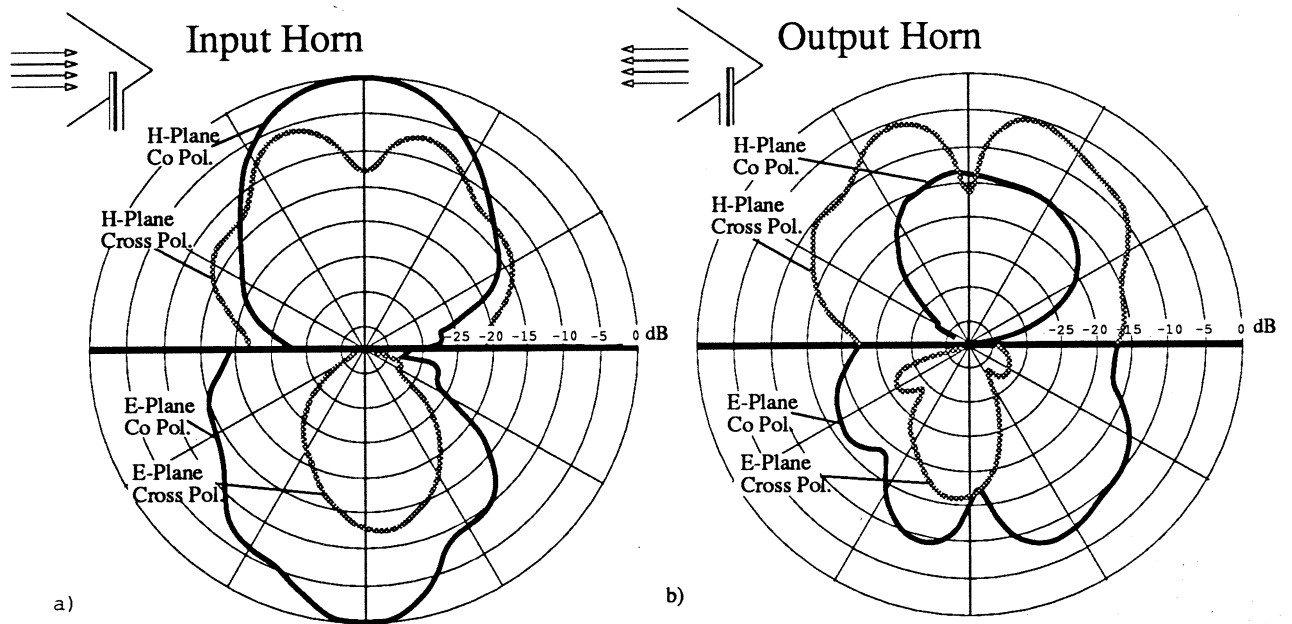 Input Horn
H-Plane
Co Pol.
H-Plane
Cross Pol.
-25 -20 -15 -10 -5 0 dB
E-Plane
Co Pol.
E-Plane
Cross Pol.
a)
Output Horn
H-Plane
Co Pol.
H-Plane
Cross Pol.
-25 -20 -15 -10 -5 0 dB
E-Plane
Co Pol.
E-Plane
Cross Pol.
b)